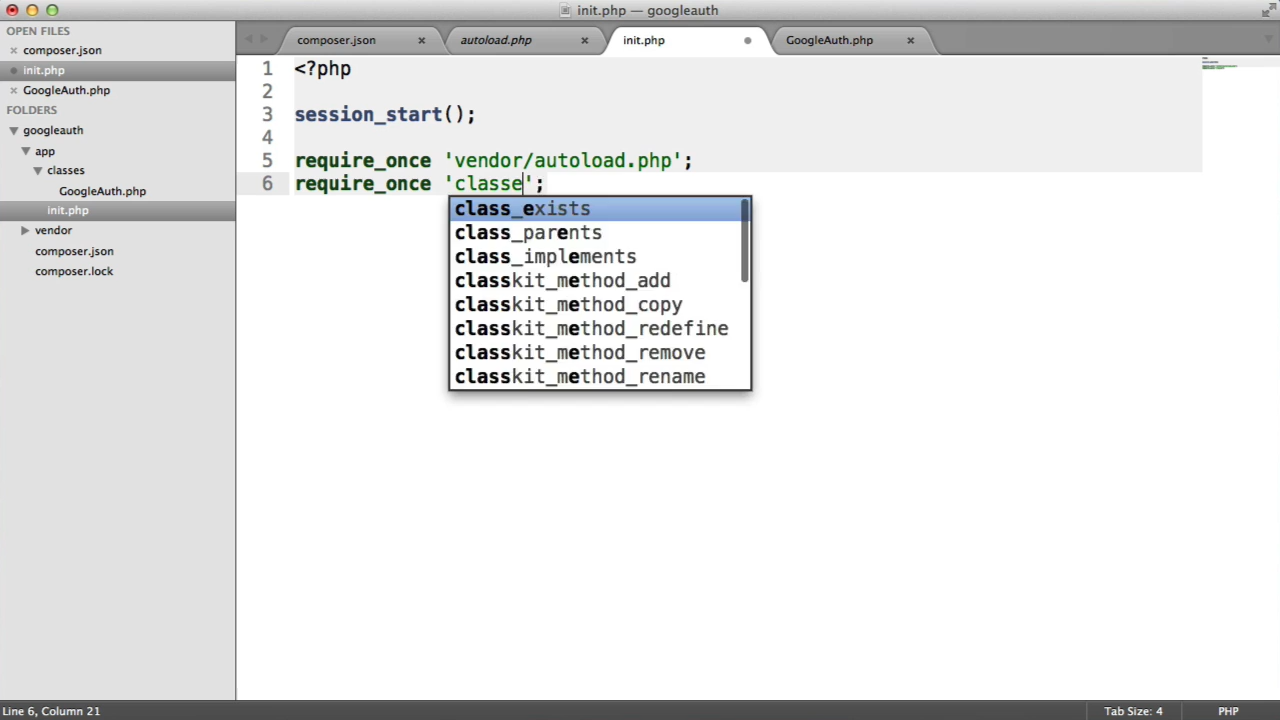 init.php — googleauth
OPEN FILES
composer.json
init.php
GoogleAuth.php
FOLDERS
googleauth
app
classes
GoogleAuth.php
init.php
vendor
composer.json
composer.lock
composer.json
autoload.php
init.php
GoogleAuth.php
1 <?php
2
3 session_start();
4
5 require_once 'vendor/autoload.php';
6 require_once 'classe';
class_exists
class_parents
class_implements
classkit_method_add
classkit_method_copy
classkit_method_redefine
classkit_method_remove
classkit_method_rename
Line 6, Column 21
Tab Size: 4
PHP